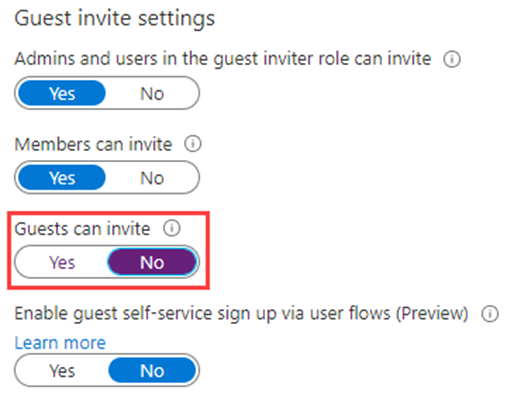 Guest invite settings
Admins and users in the guest inviter role can invite
Yes No
Members can invite
Yes No
Guests can invite
Yes No
Enable guest self-service sign up via user flows (Preview)
Learn more
Yes No